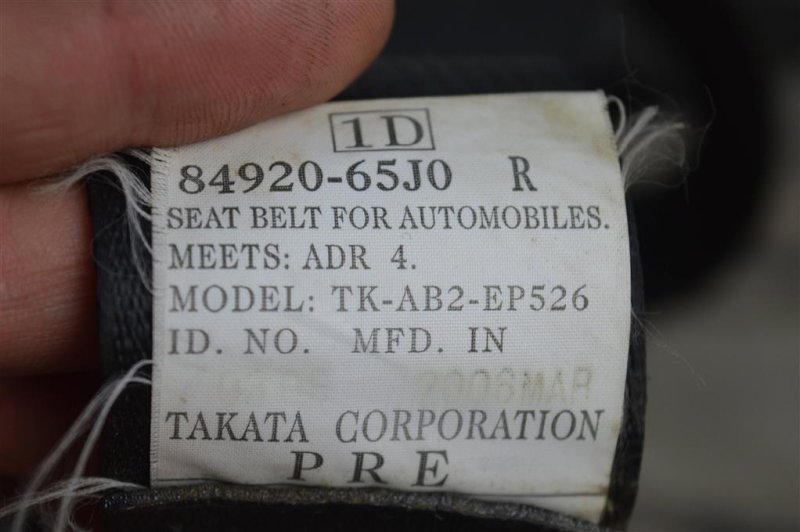 1D
84920-65J0 R
SEAT BELT FOR AUTOMOBILES.
MEETS: ADR 4.
MODEL: TK-AB2-EP526
ID. NO. MFD. IN
2006MAR
TAKATA CORPORATION
PRE